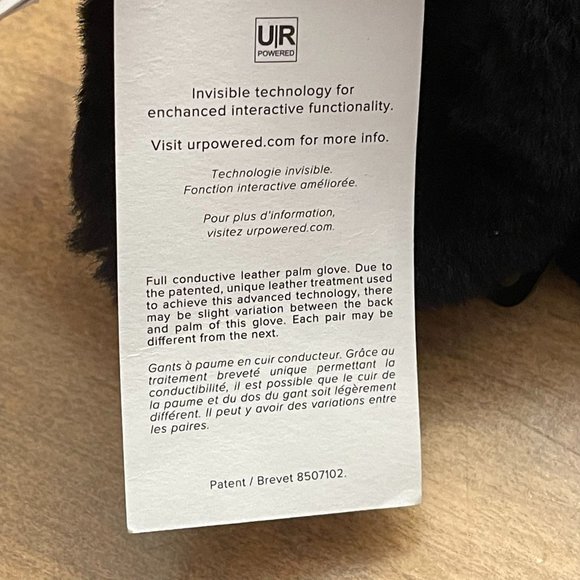 U|R
POWERED
Invisible technology for
enchanced interactive functionality.
Visit urpowered.com for more info.
Technologie invisible.
Fonction interactive améliorée.
Pour plus d'information,
visitez urpowered.com.
Full conductive leather palm glove. Due to
the patented, unique leather treatment used
to achieve this advanced technology, there
may be slight variation between the back
and palm of this glove. Each pair may be
different from the next.
Gants à paume en cuir conducteur. Grâce au
traitement breveté unique permettant la
conductibilité, il est possible que le cuir de
la paume et du dos du gant soit légèrement
différent. Il peut y avoir des variations entre
les paires.
Patent / Brevet 8507102.